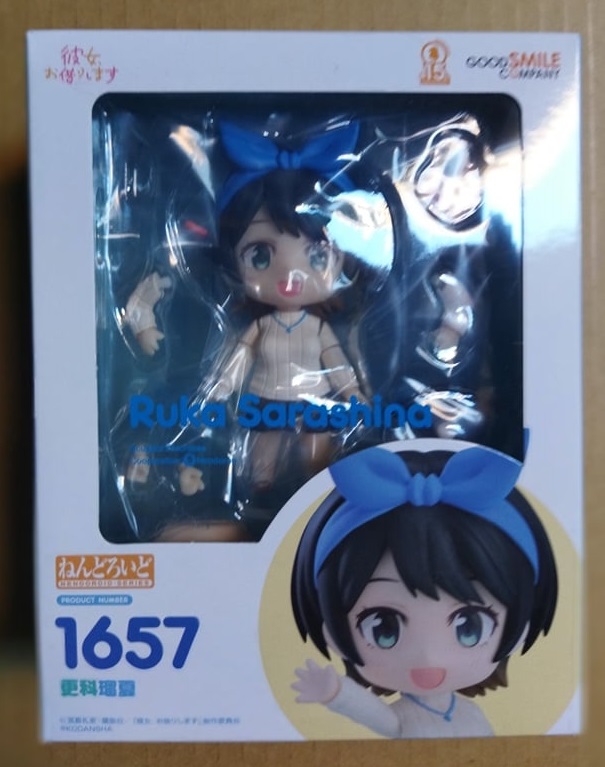 彼女、
お借りします
15
GOOD SMILE
COMPANY
Ruka Sarashina
ねんどろいど
NENDOROID SERIES
PRODUCT NUMBER
1657
更科瑠夏
©KODANSHA